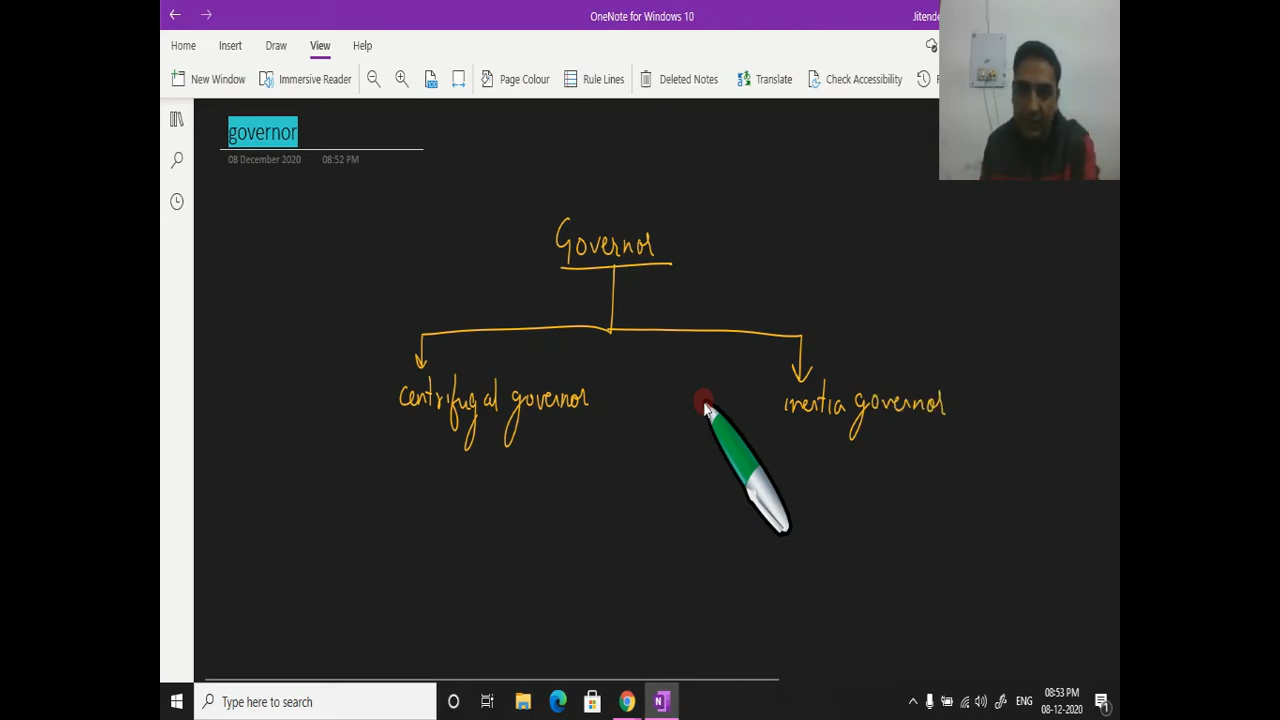 OneNote for Windows 10
Jitende
Home Insert Draw View Help
New Window Immersive Reader Page Colour Rule Lines Deleted Notes Translate Check Accessibility
governor
08 December 2020 08:52 PM
Governor
centrifugal governor
inertia governor
Type here to search
ENG
08:53 PM
08-12-2020